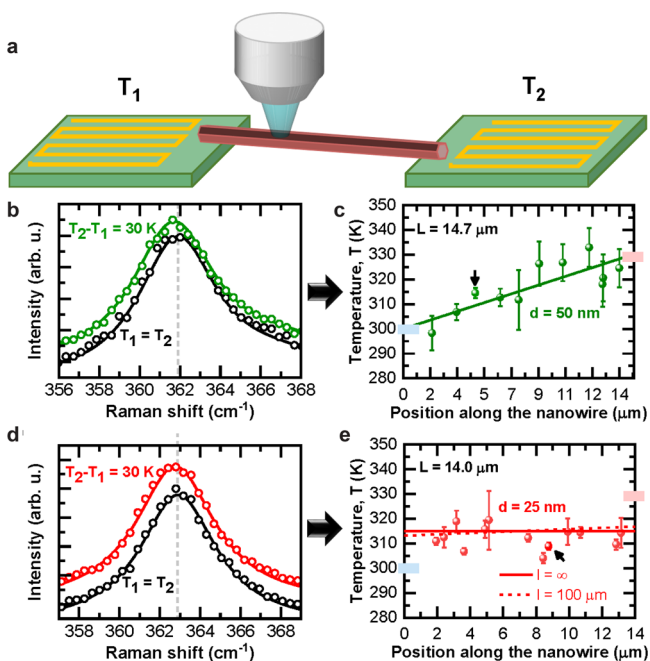 a
T1
T2
b
T2-T1 = 30 K
T1 = T2
Intensity (arb. u.)
356 358 360 362 364 366 368
Raman shift (cm-1)
c
L = 14.7 μm
d = 50 nm
Temperature, T (K)
350
340
330
320
310
300
290
280
0 2 4 5 7 9 11 12 14
Position along the nanowire (μm)
d
T2-T1 = 30 K
T1 = T2
Intensity (arb. u.)
358 360 362 364 366 368
Raman shift (cm-1)
e
L = 14.0 μm
d = 25 nm
l = ∞
l = 100 μm
Temperature, T (K)
350
340
330
320
310
300
290
280
0 2 4 6 8 10 12 14
Position along the nanowire (μm)